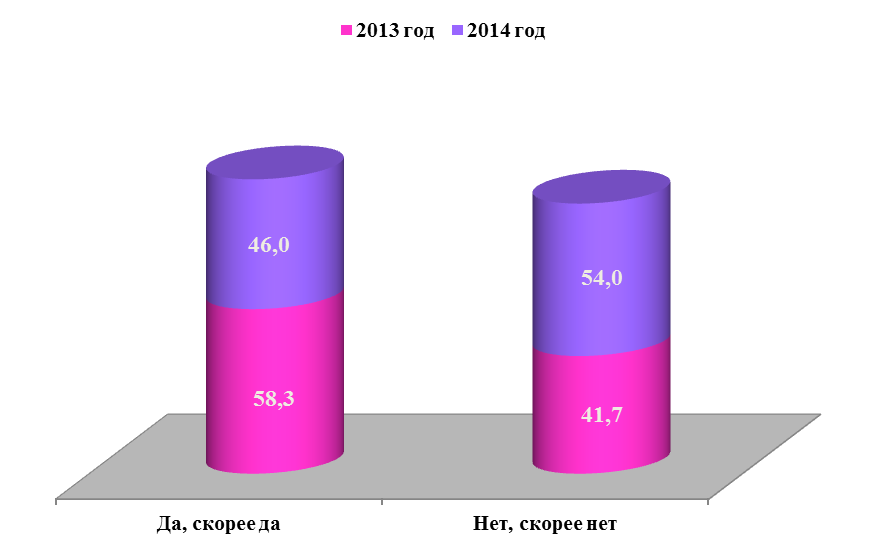 2013 год 2014 год
46,0
54,0
58,3
41,7
Да, скорее да
Нет, скорее нет